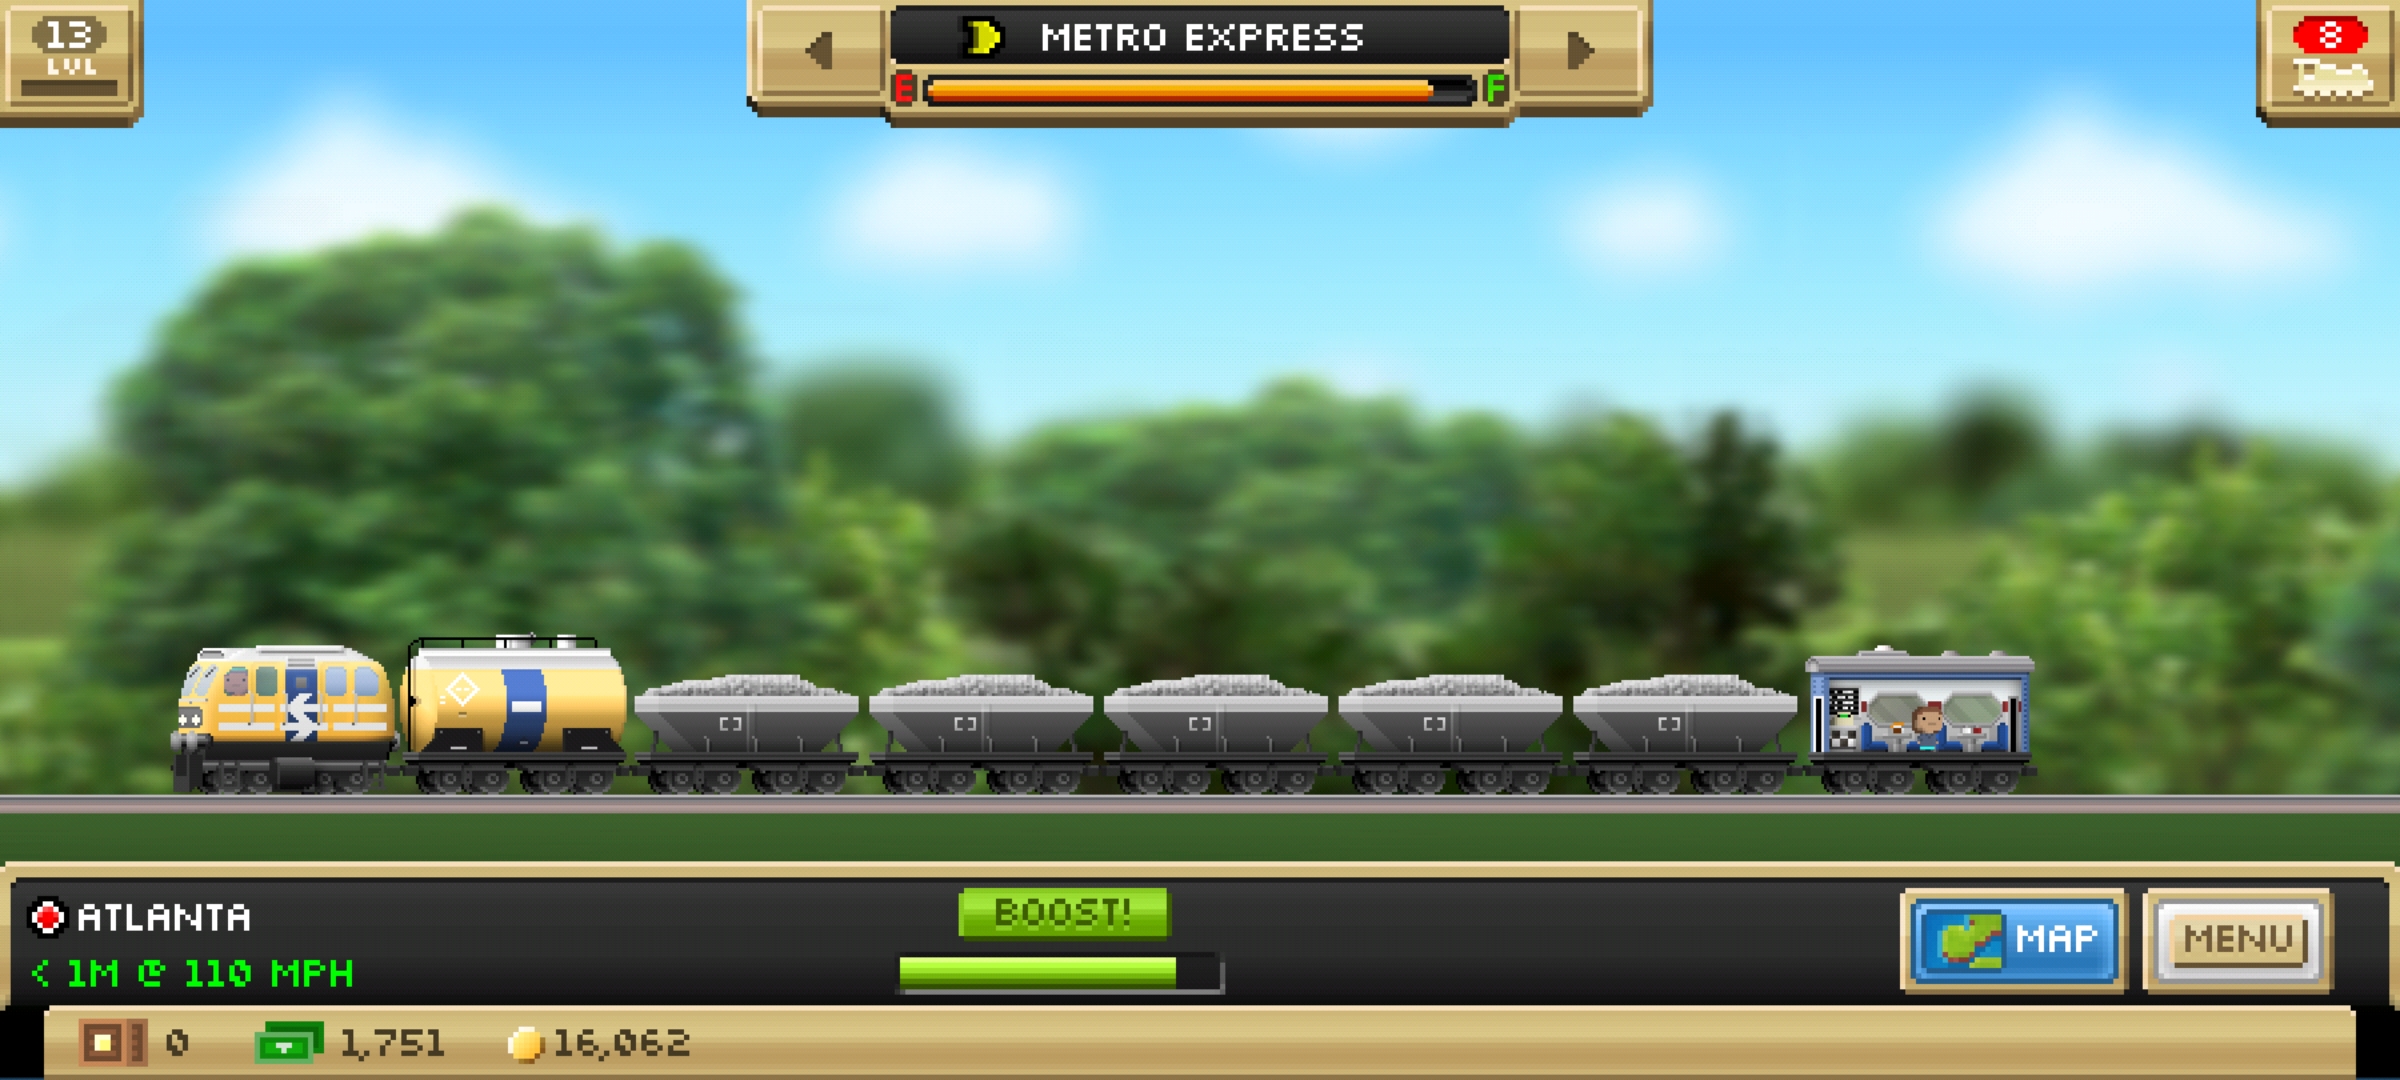 13
LVL
METRO EXPRESS
E F
8
ATLANTA
< 1M @ 110 MPH
BOOST!
MAP
MENU
0 1,751 16,062